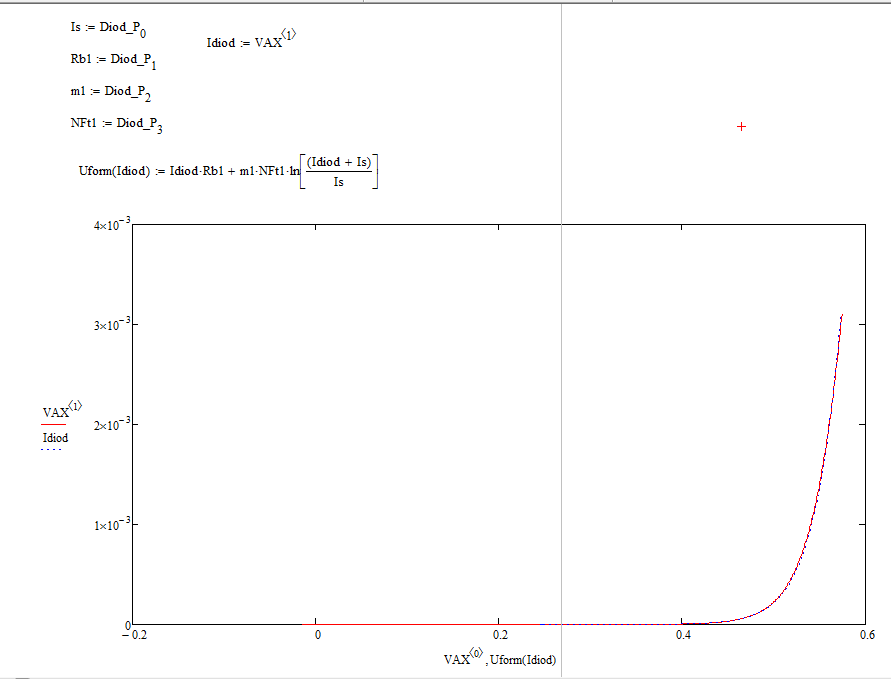 Is := Diod_P₀
Idiod := VAX^⟨1⟩
Rb1 := Diod_P₁
m1 := Diod_P₂
NFt1 := Diod_P₃
Uform(Idiod) := Idiod·Rb1 + m1·NFt1·ln[(Idiod + Is)/Is]
4×10⁻³
3×10⁻³
2×10⁻³
1×10⁻³
0
VAX^⟨1⟩
Idiod
−0.2 0 0.2 0.4 0.6
VAX^⟨0⟩, Uform(Idiod)